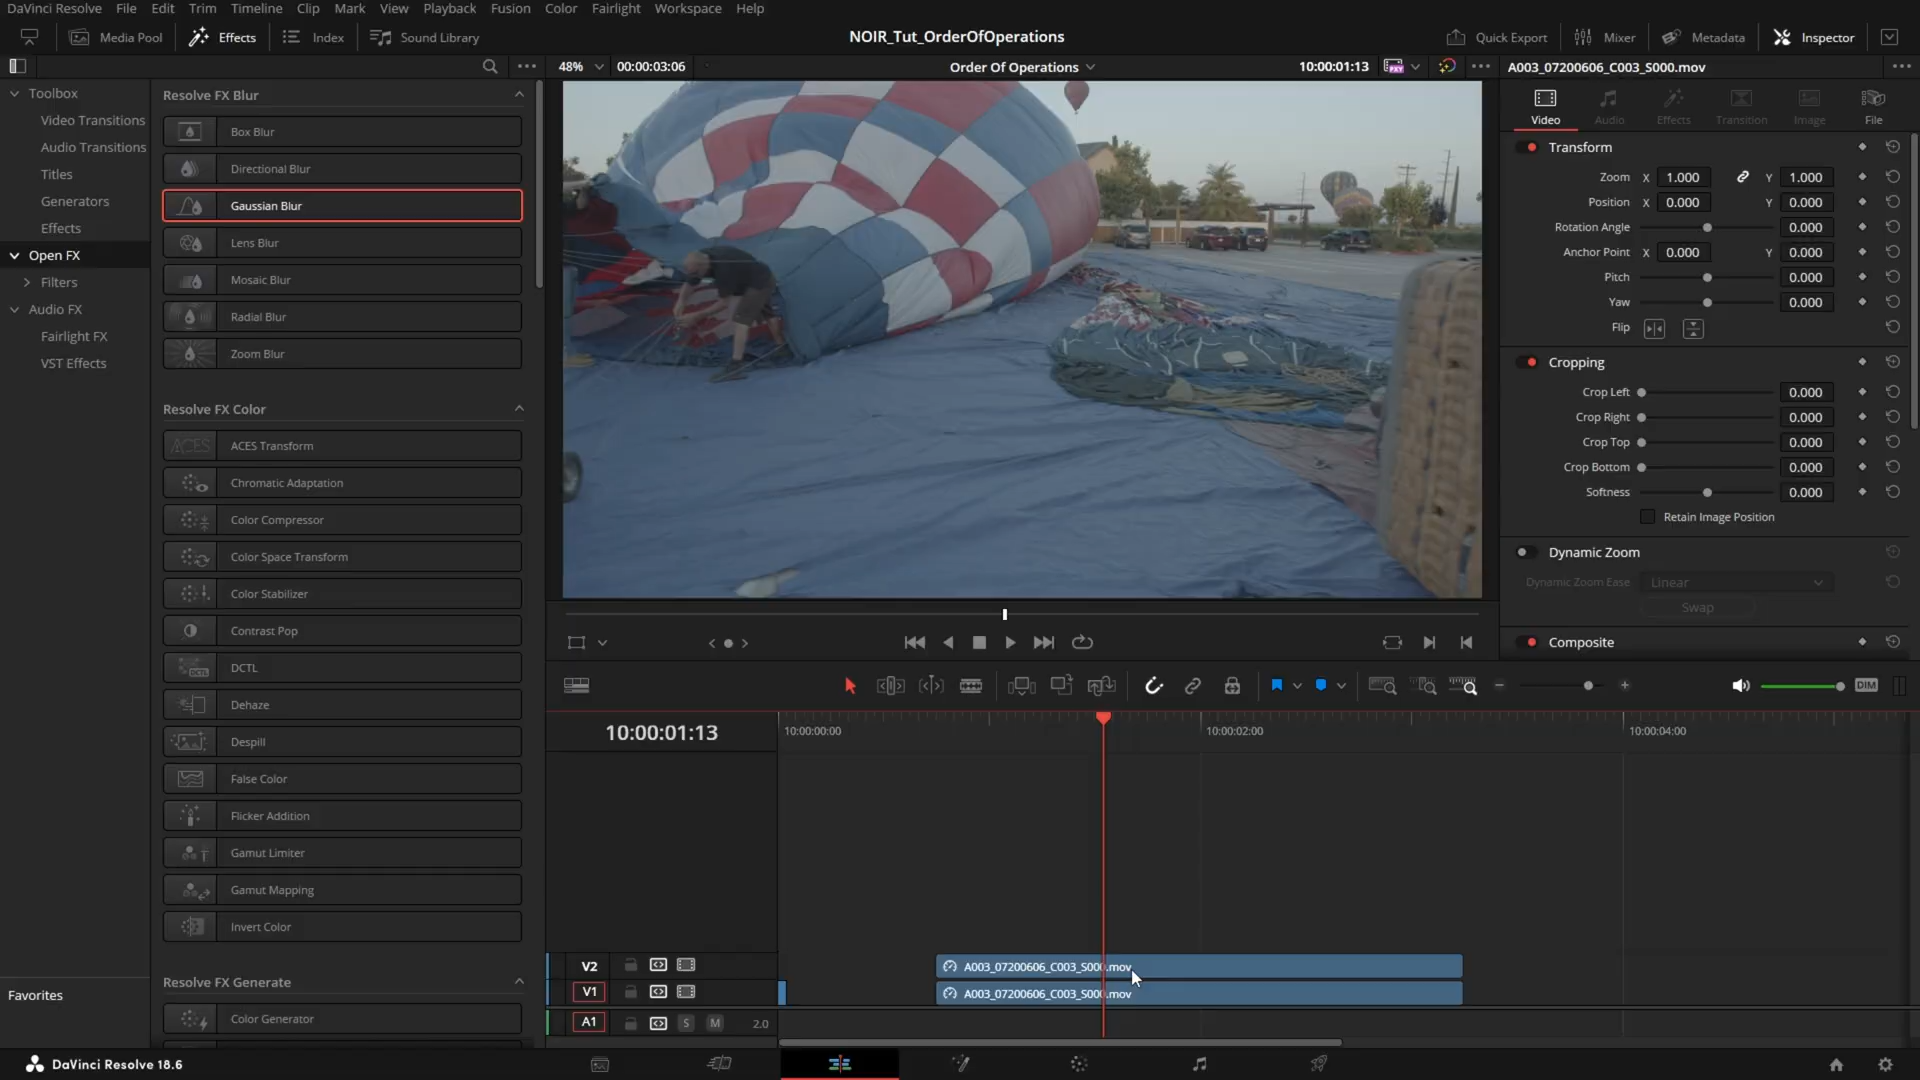 DaVinci Resolve File Edit Trim Timeline Clip Mark View Playback Fusion Color Fairlight Workspace Help
Media Pool Effects Index Sound Library NOIR_Tut_OrderOfOperations Quick Export Mixer Metadata Inspector
48% 00:00:03:06 Order Of Operations 10:00:01:13 A003_07200606_C003_S000.mov
Toolbox
Video Transitions
Audio Transitions
Titles
Generators
Effects
Open FX
Filters
Audio FX
Fairlight FX
VST Effects
Favorites
Resolve FX Blur
Box Blur
Directional Blur
Gaussian Blur
Lens Blur
Mosaic Blur
Radial Blur
Zoom Blur
Resolve FX Color
ACES ACES Transform
Chromatic Adaptation
Color Compressor
Color Space Transform
Color Stabilizer
Contrast Pop
DCTL DCTL
Dehaze
Despill
False Color
Flicker Addition
Gamut Limiter
Gamut Mapping
Invert Color
Resolve FX Generate
Color Generator
Video Audio Effects Transition Image File
Transform
Zoom X 1.000 Y 1.000
Position X 0.000 Y 0.000
Rotation Angle 0.000
Anchor Point X 0.000 Y 0.000
Pitch 0.000
Yaw 0.000
Flip
Cropping
Crop Left 0.000
Crop Right 0.000
Crop Top 0.000
Crop Bottom 0.000
Softness 0.000
Retain Image Position
Dynamic Zoom
Dynamic Zoom Ease Linear
Swap
Composite
DIM
10:00:01:13 10:00:00:00 10:00:02:00 10:00:04:00
V2 A003_07200606_C003_S000.mov
V1 A003_07200606_C003_S000.mov
A1 S M 2.0
DaVinci Resolve 18.6